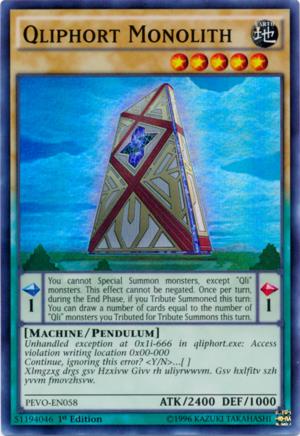 QLIPHORT MONOLITH
EARTH
地
You cannot Special Summon monsters, except "Qli"
monsters. This effect cannot be negated. Once per turn,
during the End Phase, if you Tribute Summoned this turn:
You can draw a number of cards equal to the number of
"Qli" monsters you Tributed for Tribute Summons this turn.
1
1
[Machine/Pendulum]
Unhandled exception at 0x1i-666 in qliphort.exe: Access
violation writing location 0x00-000
Continue, ignoring this error? <Y/N>...[ ]
Xlmgzxg drgs gsv Hzxivw Givv rh uliyrwwvm. Gsv hxlfitv szh
yvvm fmovzhsvw.
PEVO-EN058
ATK/2400 DEF/1000
51194046
1st Edition
©1996 KAZUKI TAKAHASHI